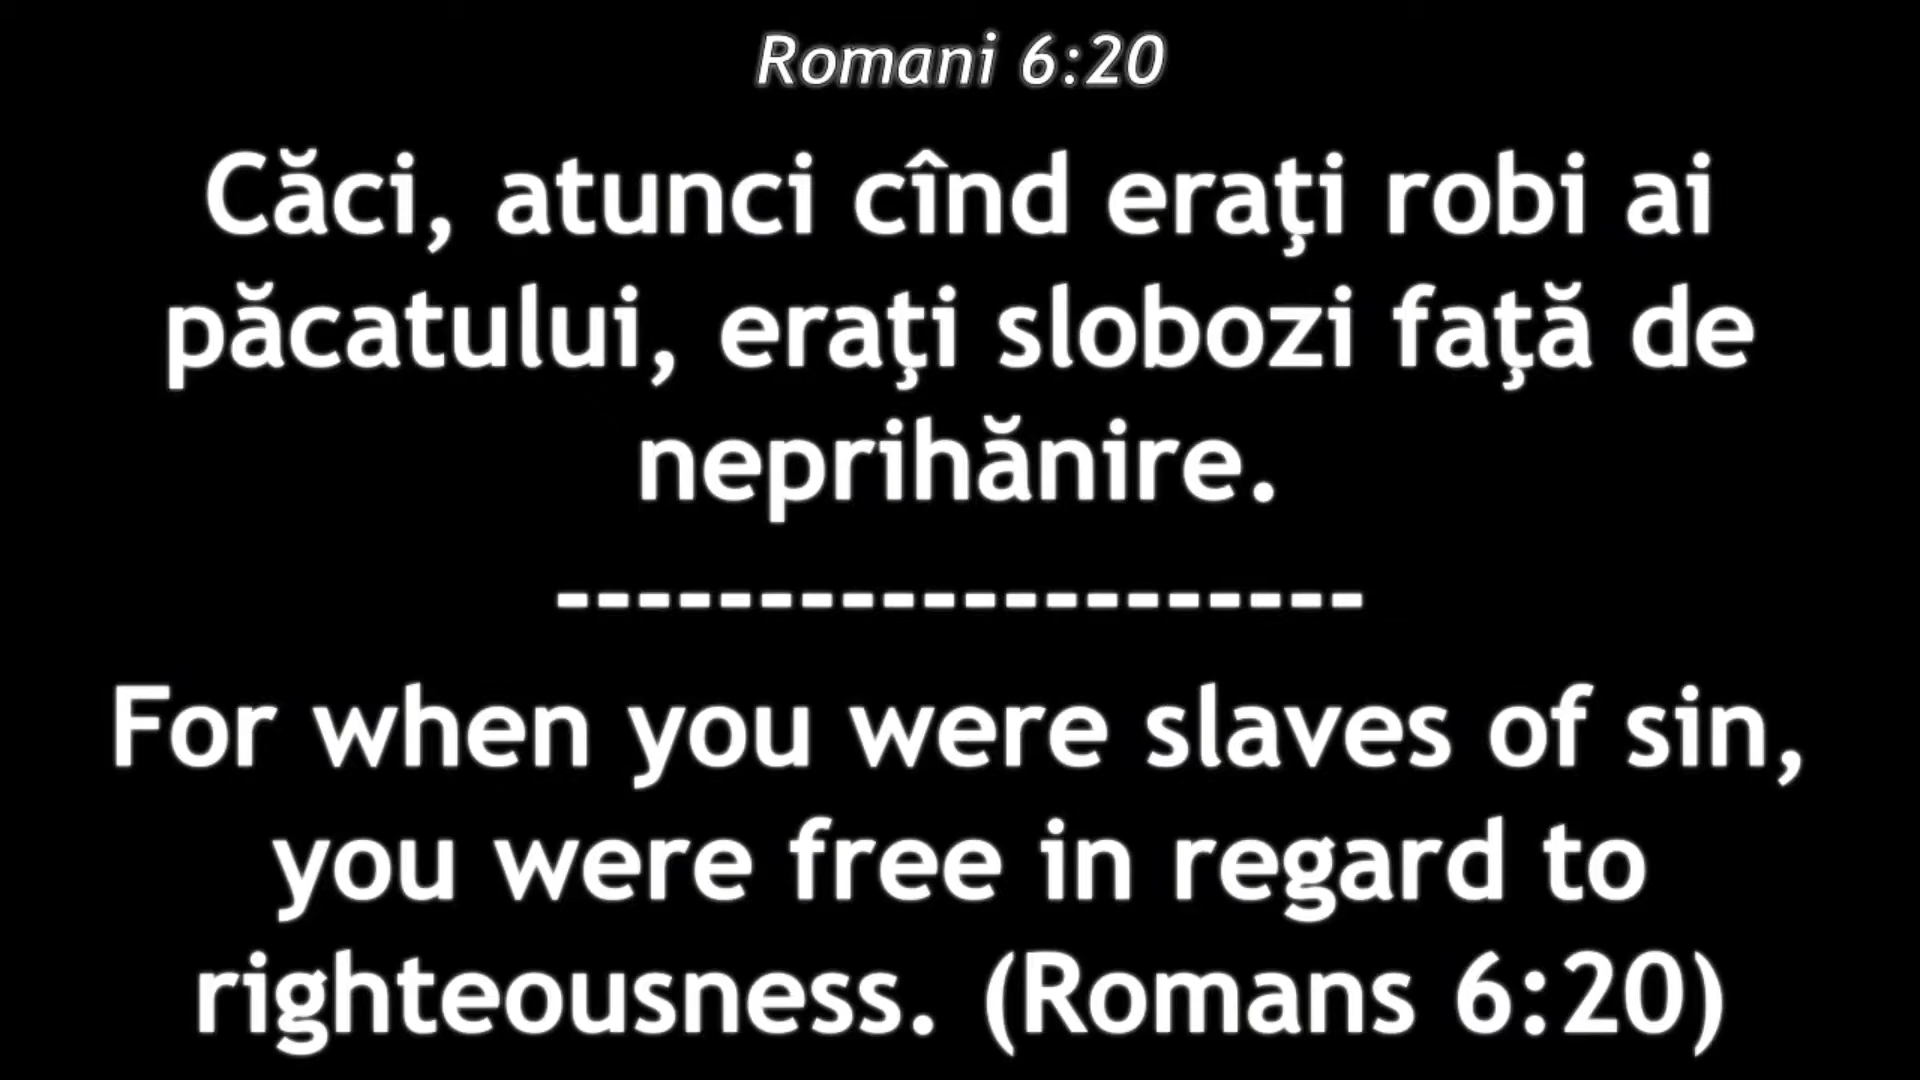 Romani 6:20
Căci, atunci cînd eraţi robi ai
păcatului, eraţi slobozi faţă de
neprihănire.
--------------------
For when you were slaves of sin,
you were free in regard to
righteousness. (Romans 6:20)